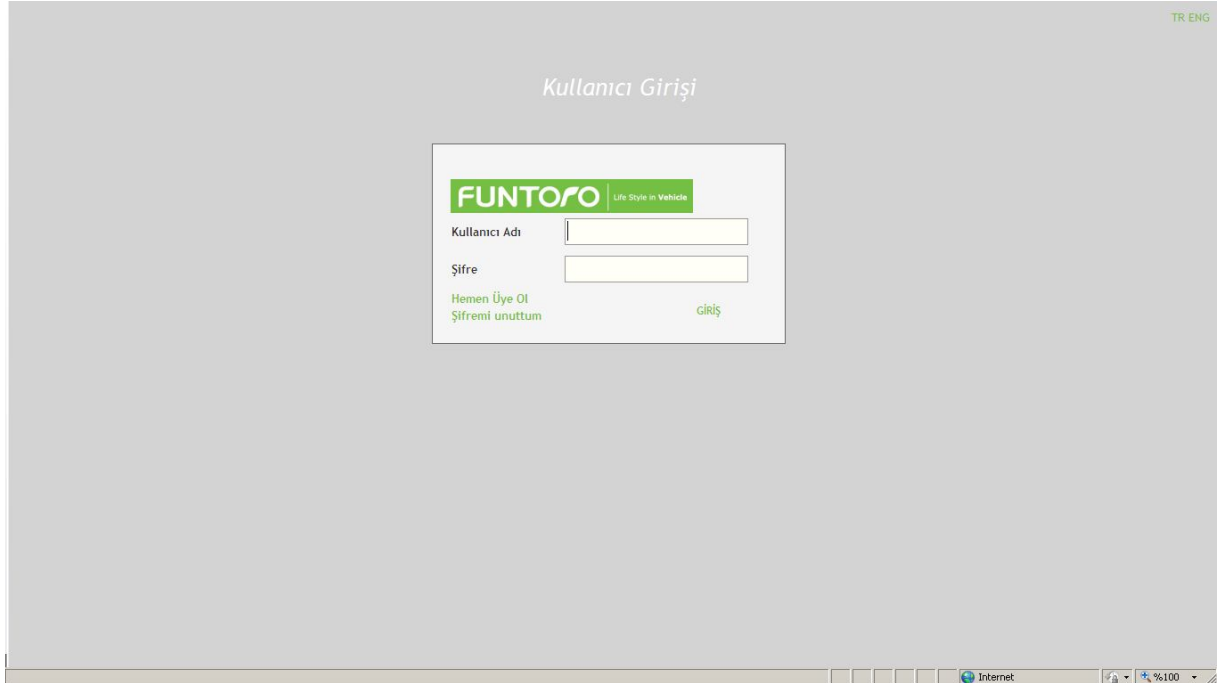 TR ENG
Kullanıcı Girişi
FUNTORO Life Style in Vehicle
Kullanıcı Adı
Şifre
Hemen Üye Ol
Şifremi unuttum
GİRİŞ
Internet
%100